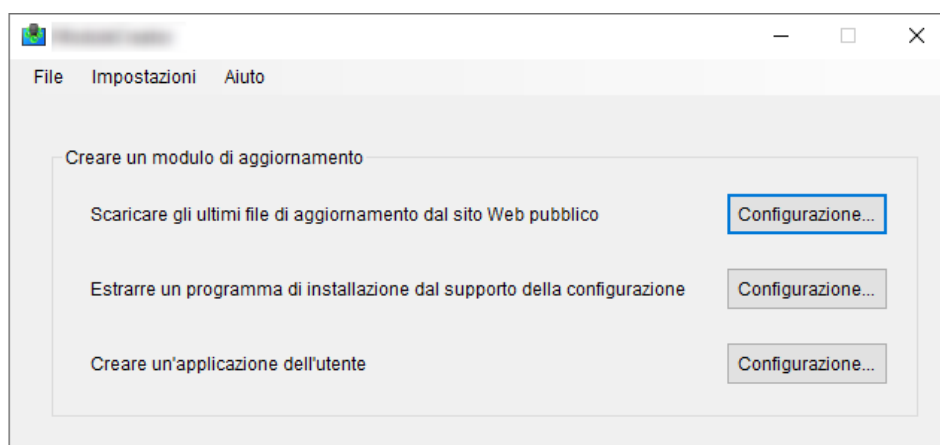 File Impostazioni Aiuto
Creare un modulo di aggiornamento
Scaricare gli ultimi file di aggiornamento dal sito Web pubblico Configurazione...
Estrarre un programma di installazione dal supporto della configurazione Configurazione...
Creare un'applicazione dell'utente Configurazione...